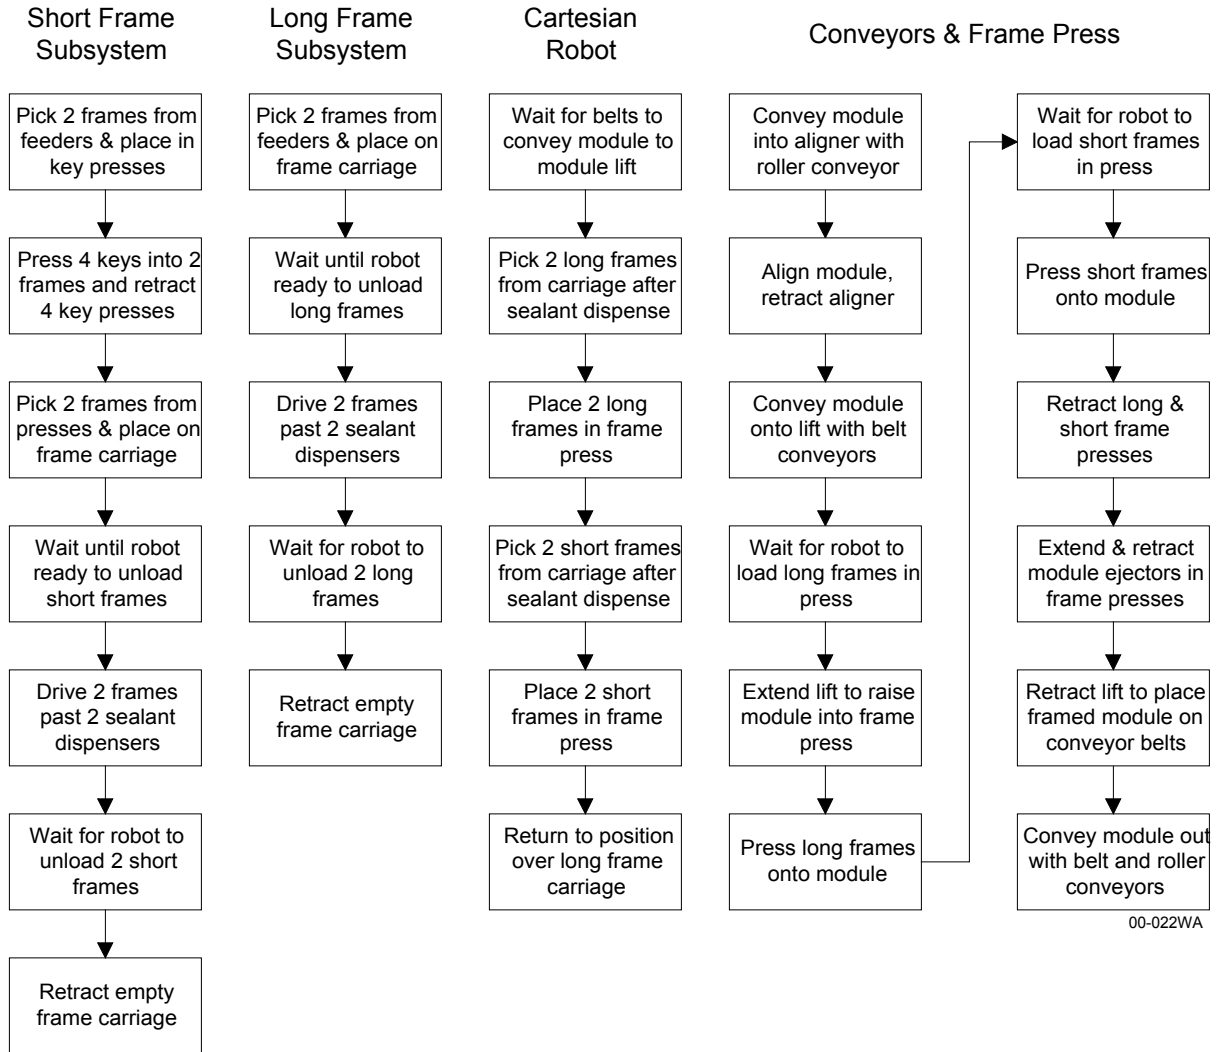 Short Frame
Subsystem
Pick 2 frames from
feeders & place in
key presses
Press 4 keys into 2
frames and retract
4 key presses
Pick 2 frames from
presses & place on
frame carriage
Wait until robot
ready to unload
short frames
Drive 2 frames
past 2 sealant
dispensers
Wait for robot to
unload 2 short
frames
Retract empty
frame carriage
Long Frame
Subsystem
Pick 2 frames from
feeders & place on
frame carriage
Wait until robot
ready to unload
long frames
Drive 2 frames
past 2 sealant
dispensers
Wait for robot to
unload 2 long
frames
Retract empty
frame carriage
Cartesian
Robot
Wait for belts to
convey module to
module lift
Pick 2 long frames
from carriage after
sealant dispense
Place 2 long
frames in frame
press
Pick 2 short frames
from carriage after
sealant dispense
Place 2 short
frames in frame
press
Return to position
over long frame
carriage
Conveyors & Frame Press
Convey module
into aligner with
roller conveyor
Align module,
retract aligner
Convey module
onto lift with belt
conveyors
Wait for robot to
load long frames in
press
Extend lift to raise
module into frame
press
Press long frames
onto module
Wait for robot to
load short frames
in press
Press short frames
onto module
Retract long &
short frame
presses
Extend & retract
module ejectors in
frame presses
Retract lift to place
framed module on
conveyor belts
Convey module out
with belt and roller
conveyors
00-022WA